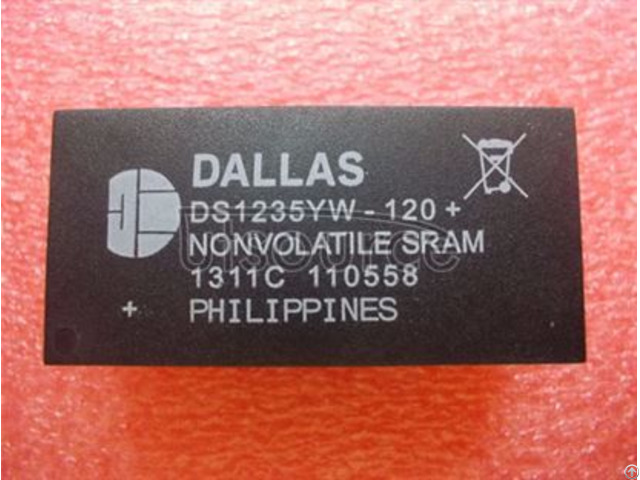 DALLAS
DS1235YW-120+
NONVOLATILE SRAM
1311C 110558
+ PHILIPPINES